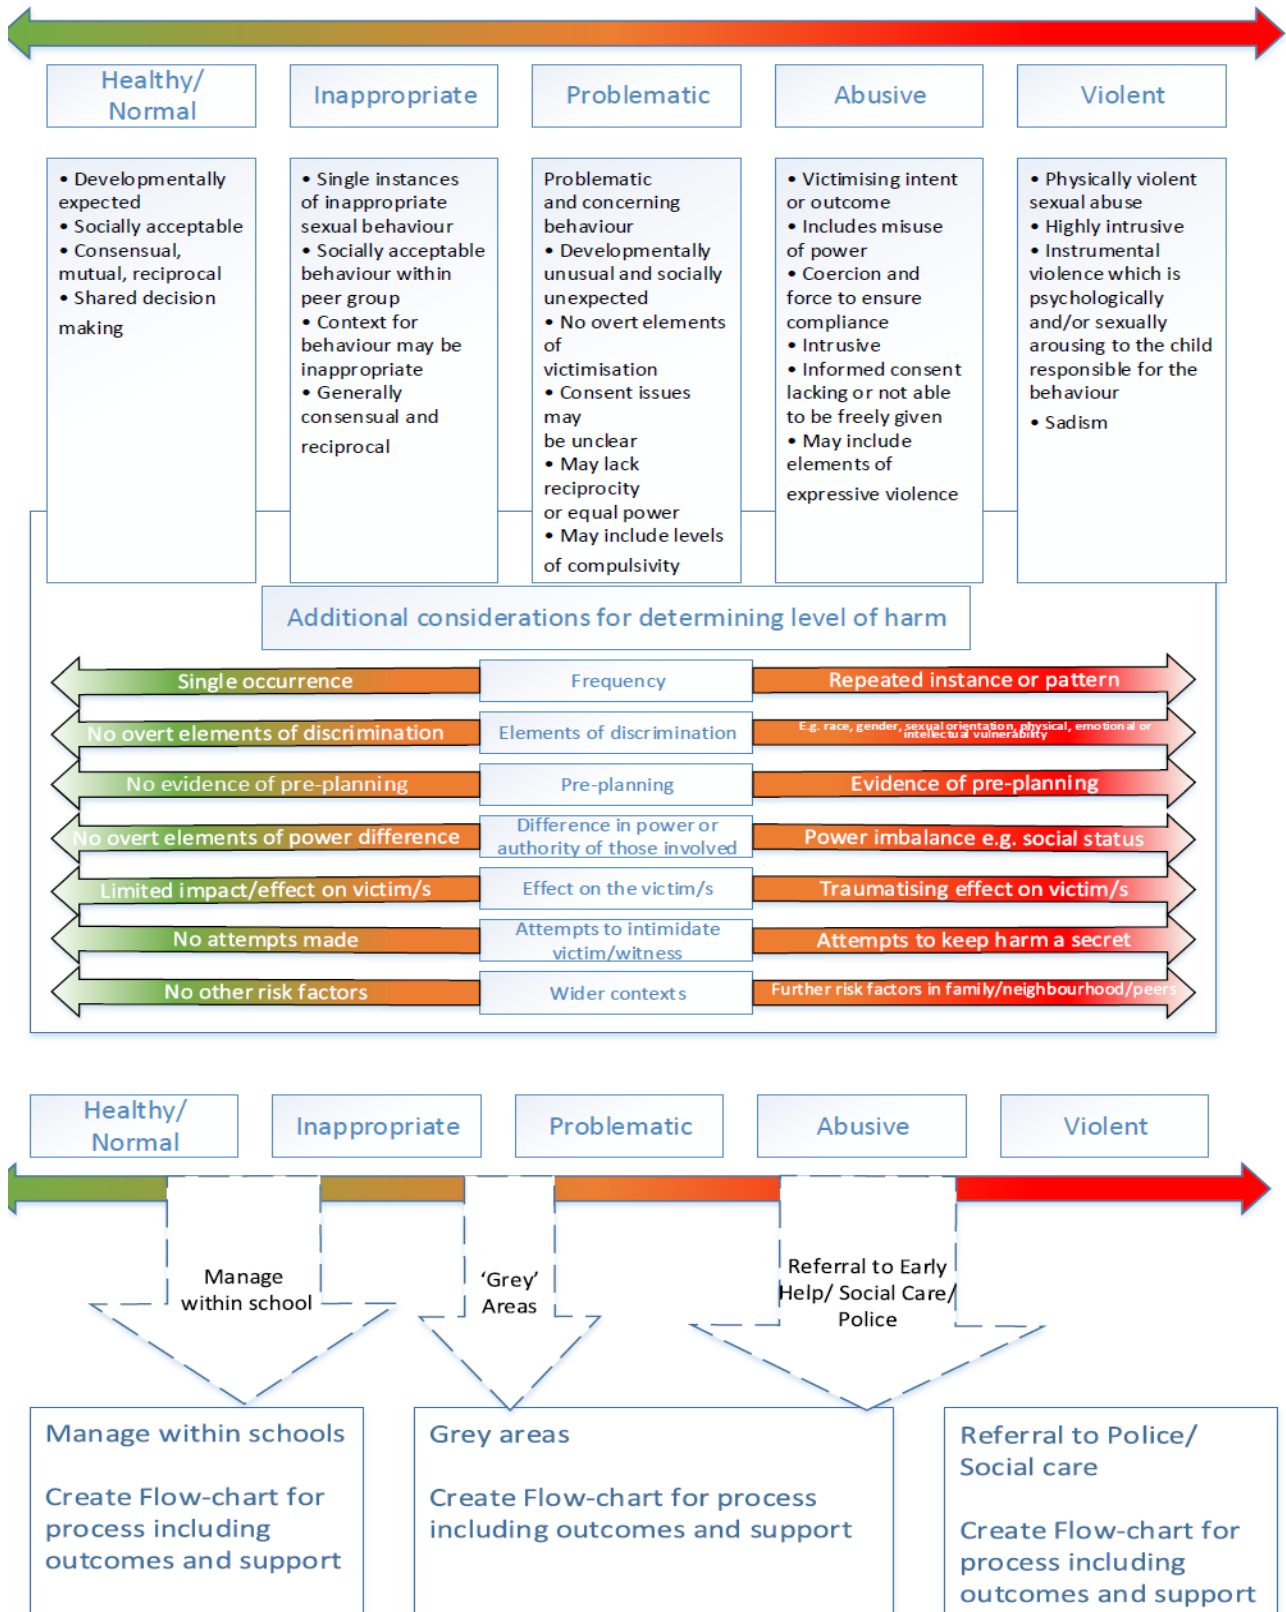 Healthy/
Normal
Inappropriate
Problematic
Abusive
Violent
• Developmentally
expected
• Socially acceptable
• Consensual,
mutual, reciprocal
• Shared decision
making
• Single instances
of inappropriate
sexual behaviour
• Socially acceptable
behaviour within
peer group
• Context for
behaviour may be
inappropriate
• Generally
consensual and
reciprocal
Problematic
and concerning
behaviour
• Developmentally
unusual and socially
unexpected
• No overt elements
of
victimisation
• Consent issues
may
be unclear
• May lack
reciprocity
or equal power
• May include levels
of compulsivity
• Victimising intent
or outcome
• Includes misuse
of power
• Coercion and
force to ensure
compliance
• Intrusive
• Informed consent
lacking or not able
to be freely given
• May include
elements of
expressive violence
• Physically violent
sexual abuse
• Highly intrusive
• Instrumental
violence which is
psychologically
and/or sexually
arousing to the child
responsible for the
behaviour
• Sadism
Additional considerations for determining level of harm
Single occurrence
Frequency
Repeated instance or pattern
No overt elements of discrimination
Elements of discrimination
E.g. race, gender, sexual orientation, physical, emotional or
intellectual vulnerability
No evidence of pre-planning
Pre-planning
Evidence of pre-planning
No overt elements of power difference
Difference in power or
authority of those involved
Power imbalance e.g. social status
Limited impact/effect on victim/s
Effect on the victim/s
Traumatising effect on victim/s
No attempts made
Attempts to intimidate
victim/witness
Attempts to keep harm a secret
No other risk factors
Wider contexts
Further risk factors in family/neighbourhood/peers
Healthy/
Normal
Inappropriate
Problematic
Abusive
Violent
Manage
within school
‘Grey’
Areas
Referral to Early
Help/ Social Care/
Police
Manage within schools
Create Flow-chart for
process including
outcomes and support
Grey areas
Create Flow-chart for process
including outcomes and support
Referral to Police/
Social care
Create Flow-chart for
process including
outcomes and support